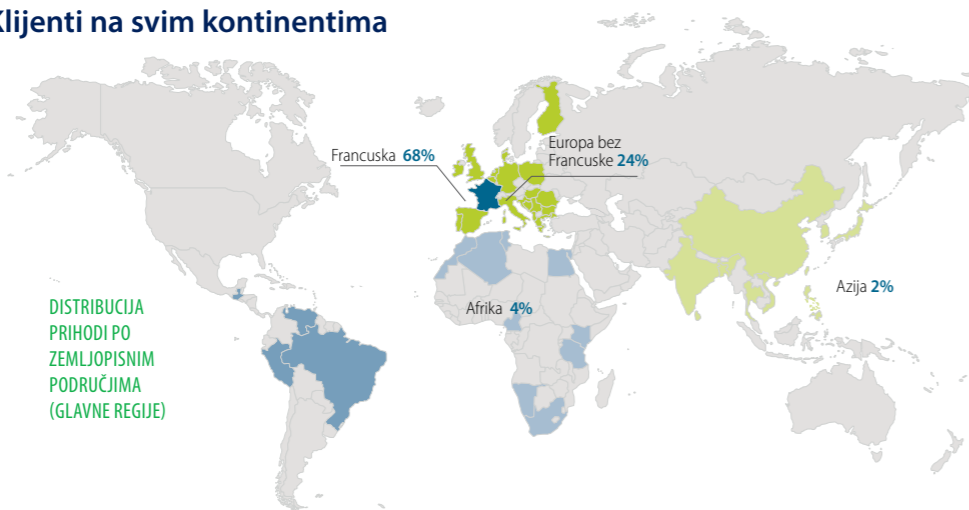 Klijenti na svim kontinentima
Francuska 68%
Europa bez
Francuske 24%
Afrika 4%
Azija 2%
DISTRIBUCIJA
PRIHODI PO
ZEMLJOPISNIM
PODRUČJIMA
(GLAVNE REGIJE)